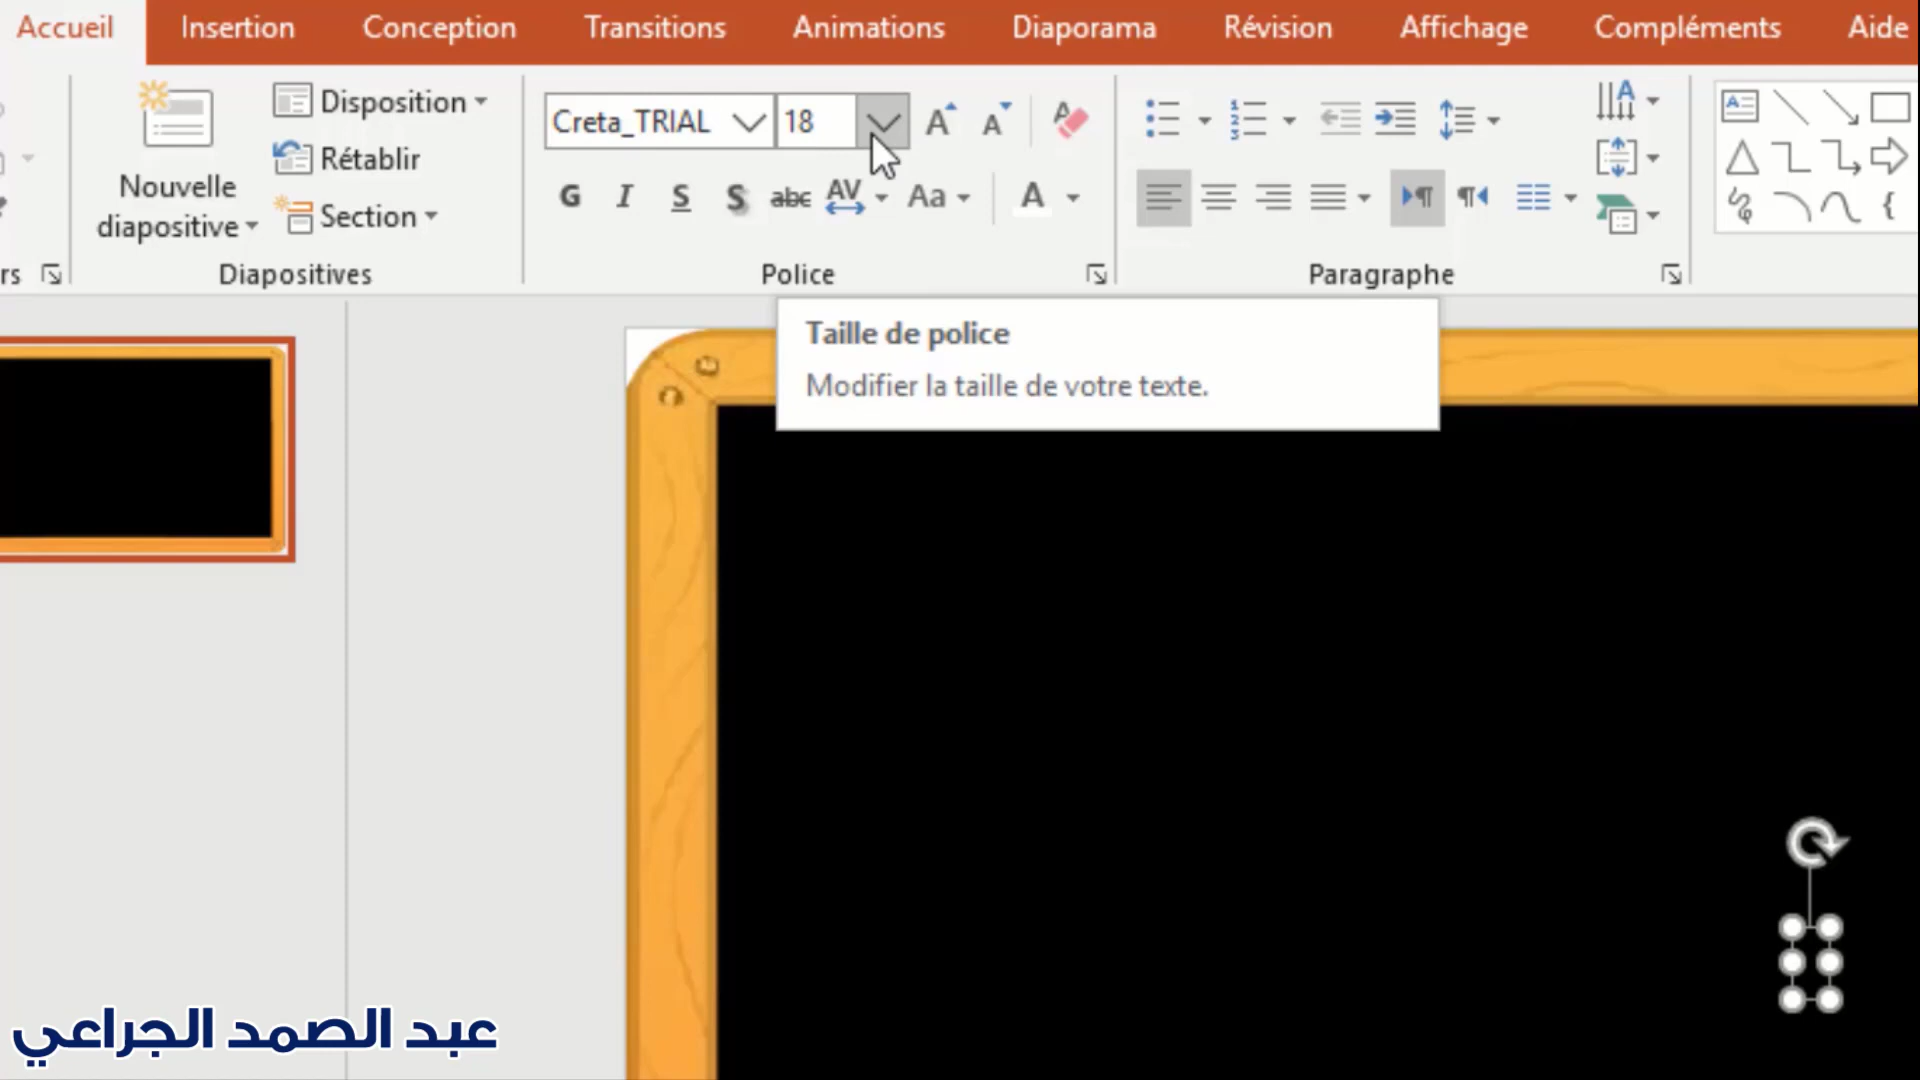 Accueil Insertion Conception Transitions Animations Diaporama Révision Affichage Compléments Aide
Nouvelle
diapositive
Disposition
Rétablir
Section
Creta_TRIAL 18
G I S S abc AV Aa A
rs Diapositives Police Paragraphe
Taille de police
Modifier la taille de votre texte.
عبد الصمد الجراعي